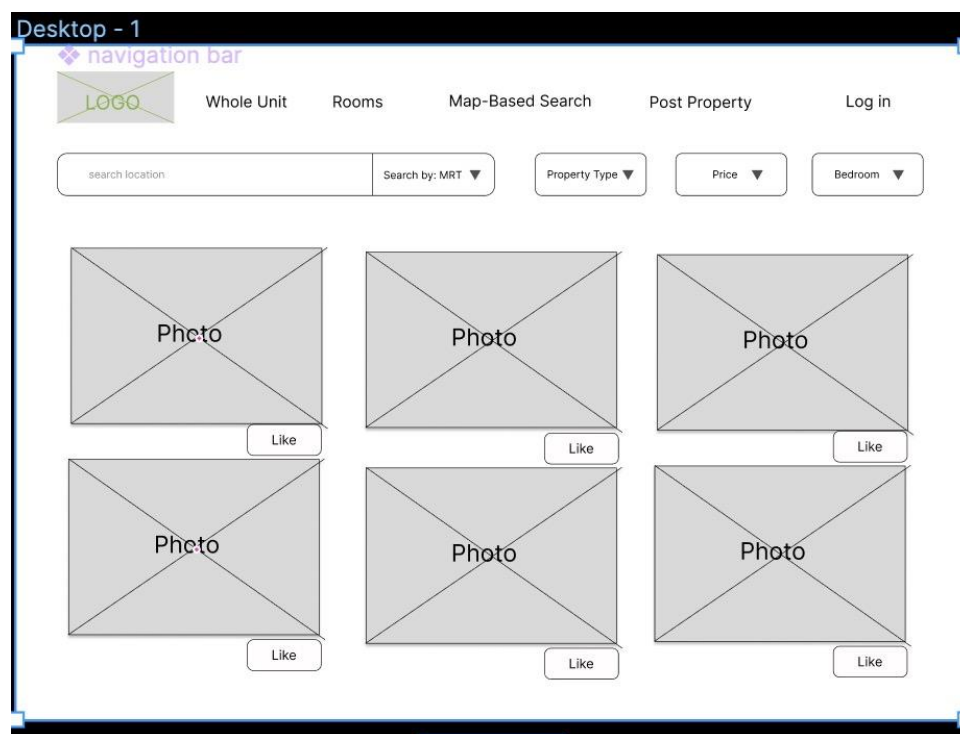 Desktop - 1
navigation bar
LOGO Whole Unit Rooms Map-Based Search Post Property Log in
search location Search by: MRT Property Type Price Bedroom
Photo Photo Photo
Like Like Like
Photo Photo Photo
Like Like Like